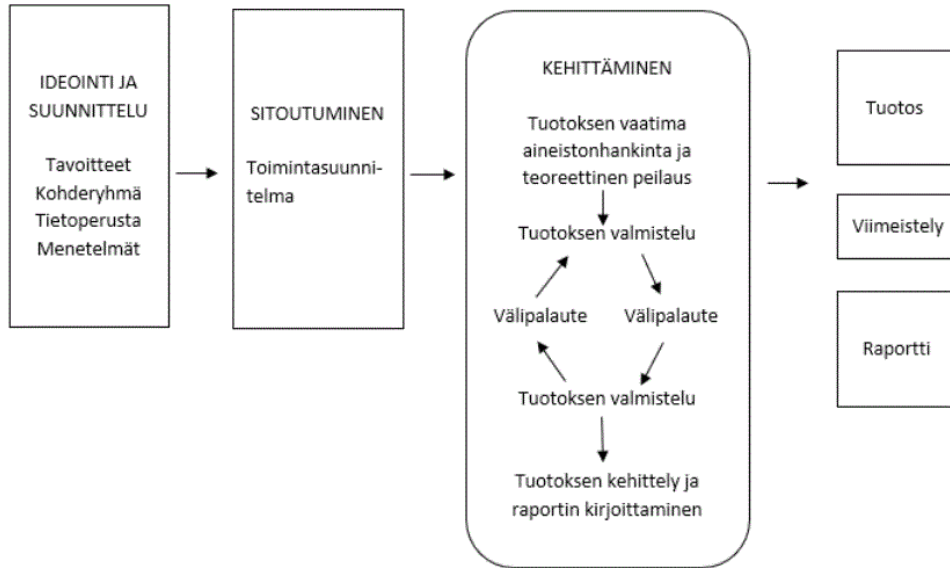 IDEOINTI JA
SUUNNITTELU
Tavoitteet
Kohderyhmä
Tietoperusta
Menetelmät
SITOUTUMINEN
Toimintasuunni-
telma
KEHITTÄMINEN
Tuotoksen vaatima
aineistonhankinta ja
teoreettinen peilaus
Tuotoksen valmistelu
Välipalaute
Välipalaute
Tuotoksen valmistelu
Tuotoksen kehittely ja
raportin kirjoittaminen
Tuotos
Viimeistely
Raportti